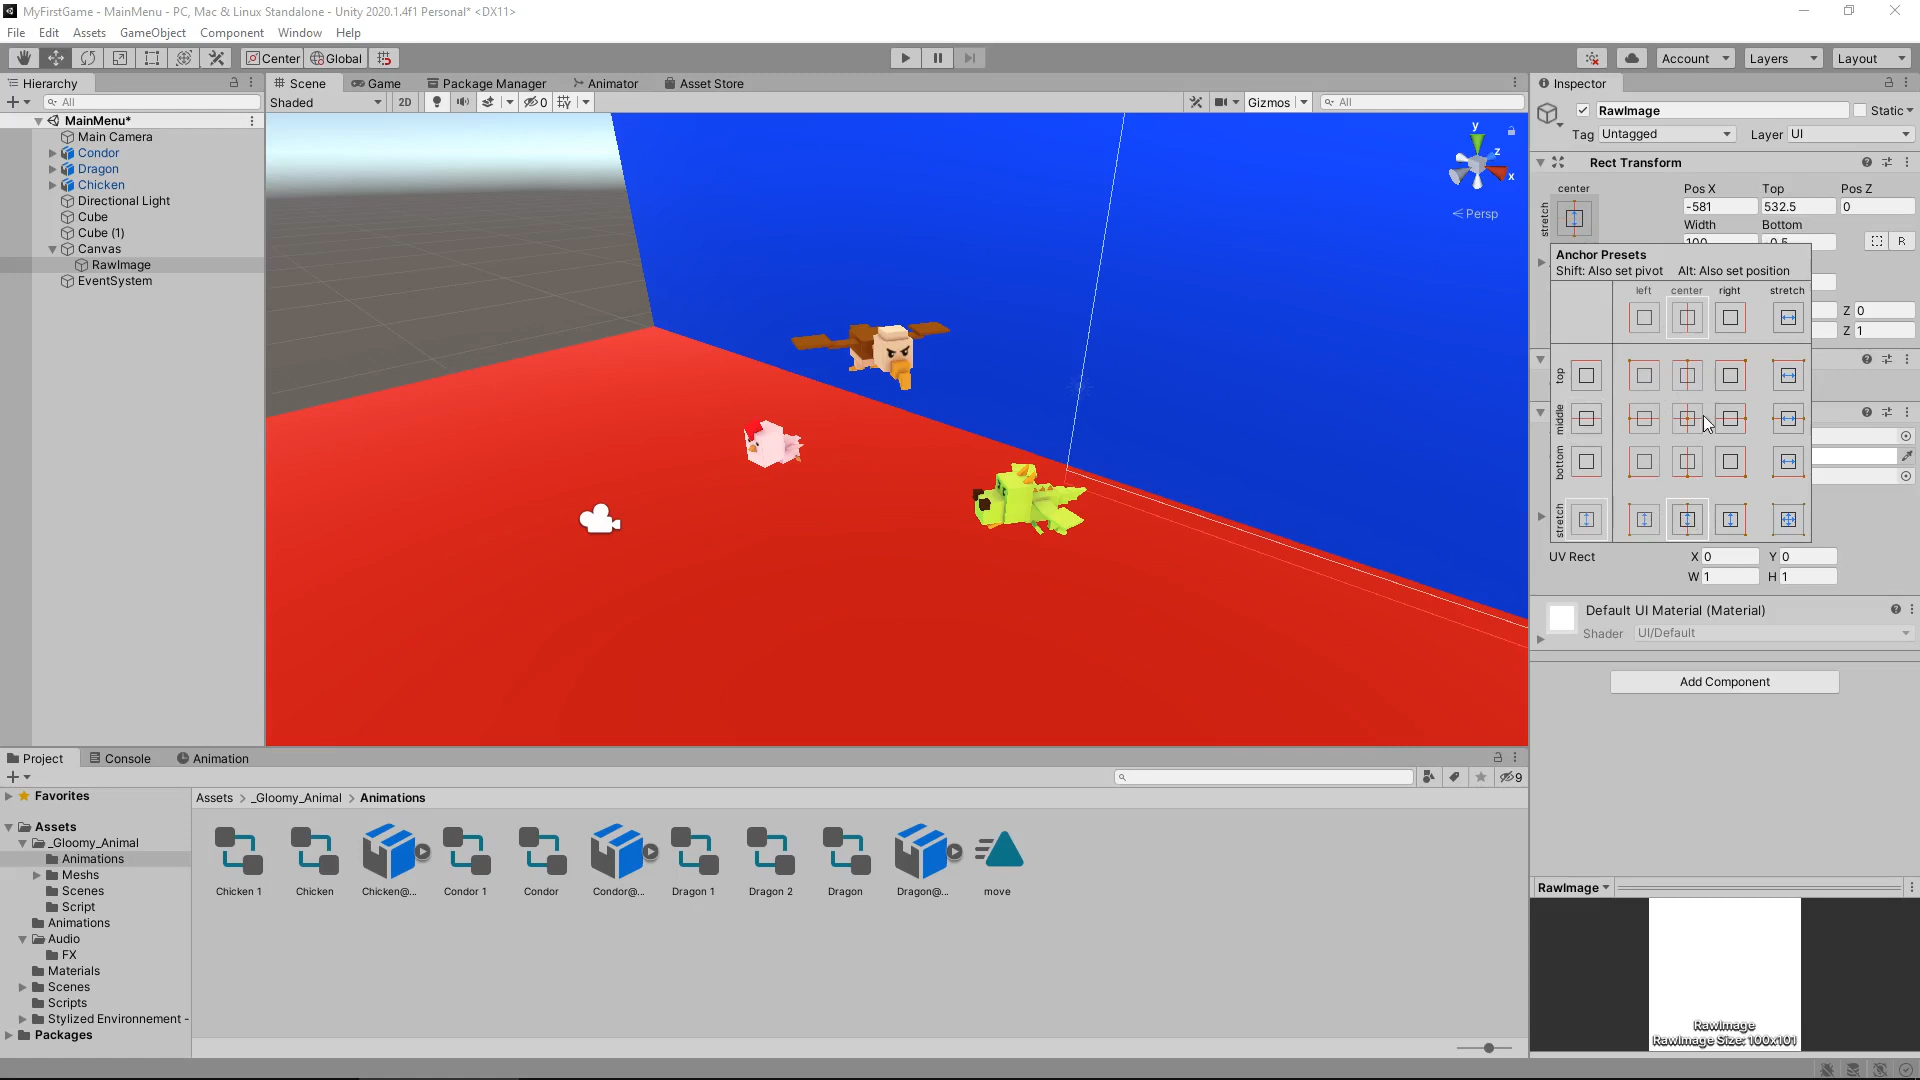 MyFirstGame - MainMenu - PC, Mac & Linux Standalone - Unity 2020.1.4f1 Personal* <DX11>
File Edit Assets GameObject Component Window Help
Center Global Account Layers Layout
Hierarchy
All
MainMenu*
Main Camera
Condor
Dragon
Chicken
Directional Light
Cube
Cube (1)
Canvas
RawImage
EventSystem
Scene Game Package Manager Animator Asset Store
Shaded 2D 0 Gizmos All
y
z
x
Persp
Inspector
RawImage Static
Tag Untagged Layer UI
Rect Transform
center
stretch
Pos X Top Pos Z
-581 532.5 0
Width Bottom
R
Anchor Presets
Shift: Also set pivot Alt: Also set position
left center right stretch
top
middle
bottom
stretch
Z 0
Z 1
UV Rect X 0 Y 0
W 1 H 1
Default UI Material (Material)
Shader UI/Default
Add Component
RawImage
RawImage
RawImage Size: 100x101
Project Console Animation
9
Favorites
Assets
_Gloomy_Animal
Animations
Meshs
Scenes
Script
Animations
Audio
FX
Materials
Scenes
Scripts
Stylized Environnement -
Packages
Assets > _Gloomy_Animal > Animations
Chicken 1 Chicken Chicken@... Condor 1 Condor Condor@... Dragon 1 Dragon 2 Dragon Dragon@... move